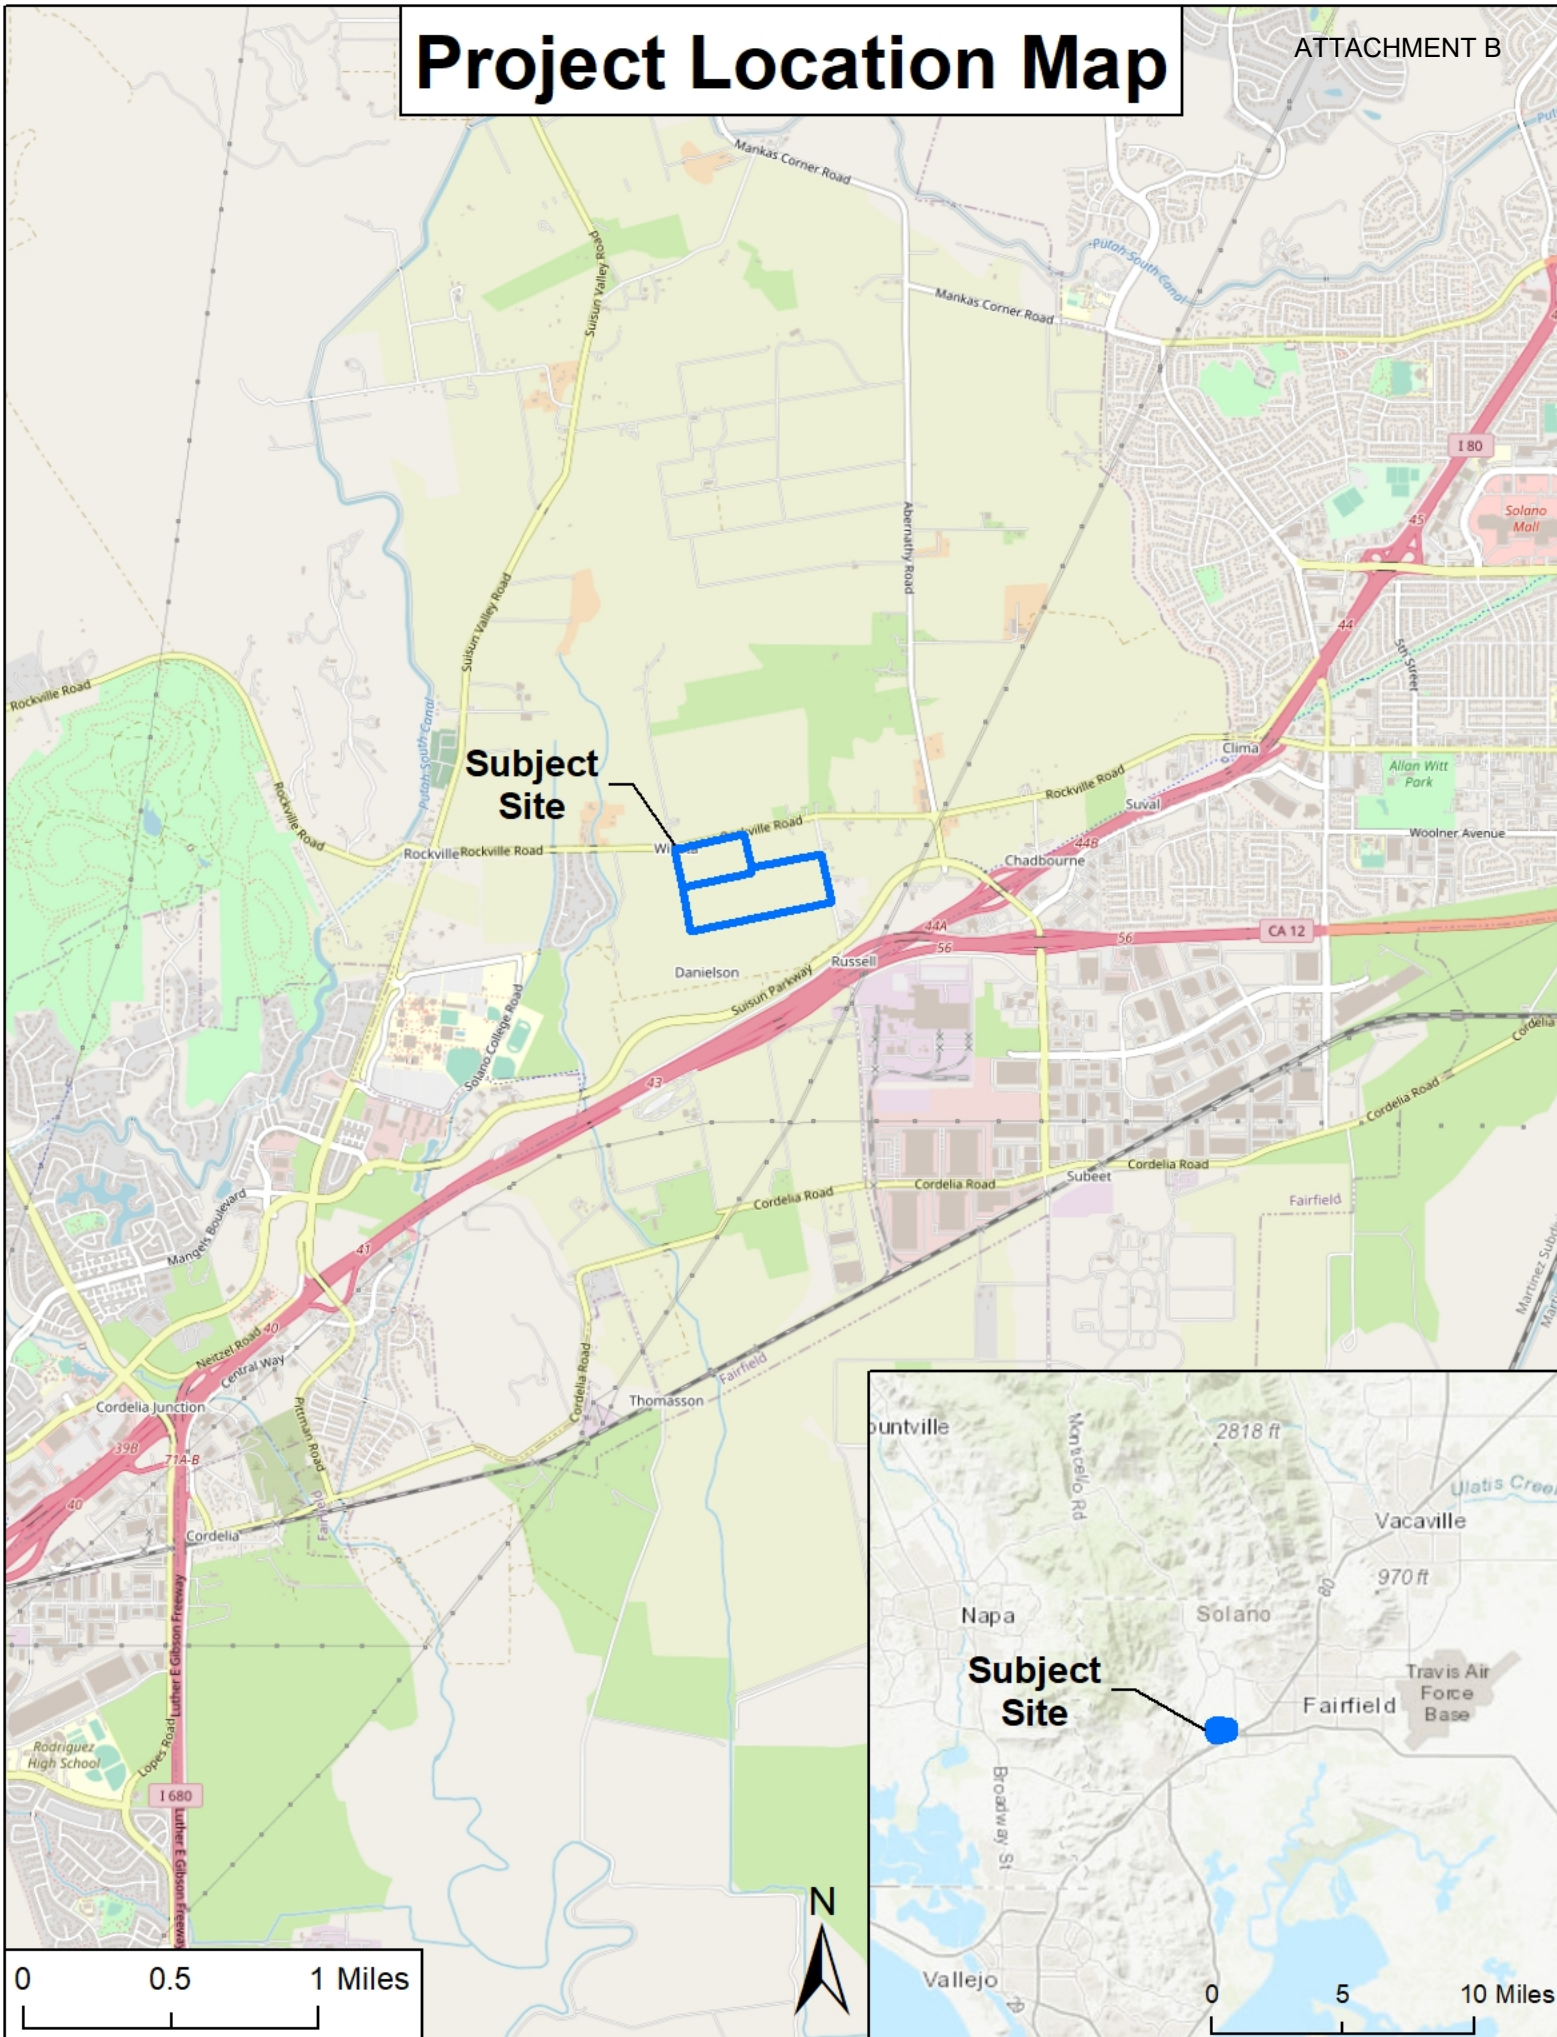 Project Location Map
ATTACHMENT B
Mankas Corner Road
Putah South Canal
Suisun Valley Road
Mankas Corner Road
I 80
Solano
Mall
45
Abernathy Road
Suisun Valley Road
44
5th Street
Rockville Road
Putah South Canal
Clima
Subject
Site
Allan Witt
Park
Rockville Road
Suval
Rockville Road
Rockville Road
Woolner Avenue
44B
Rockville
Rockville Road
Chadbourne
44A
56
56
CA 12
Russell
Danielson
Suisun Parkway
Solano College Road
Cordelia
43
Cordelia Road
Subeet
Cordelia Road
Cordelia Road
Cordelia Road
Fairfield
Mangels Boulevard
41
Neitzel Road
40
Central Way
Cordelia Road
Fairfield
Thomasson
Cordelia Junction
Pittman Road
39B
71A-B
40
Cordelia
Luther E Gibson Freeway
Lopes Road
Rodriguez
High School
I 680
Luther E Gibson Freeway
N
0 0.5 1 Miles
ountville
Monticello Rd
2818 ft
Ulatis Creek
Vacaville
970 ft
80
Napa
Solano
Subject
Site
Travis Air
Force
Base
Fairfield
Broadway St
Vallejo
29
0 5 10 Miles